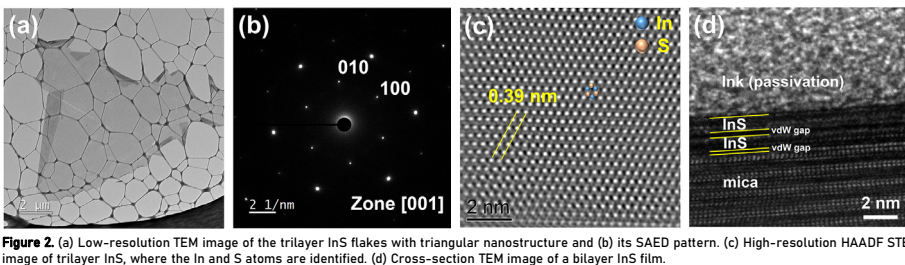 (a)
2 μm
(b)
010
100
2 1/nm
Zone [001]
(c)
In
S
0.39 nm
2 nm
(d)
Ink (passivation)
InS
vdW gap
InS
vdW gap
mica
2 nm
Figure 2. (a) Low-resolution TEM image of the trilayer InS flakes with triangular nanostructure and (b) its SAED pattern. (c) High-resolution HAADF STE
image of trilayer InS, where the In and S atoms are identified. (d) Cross-section TEM image of a bilayer InS film.